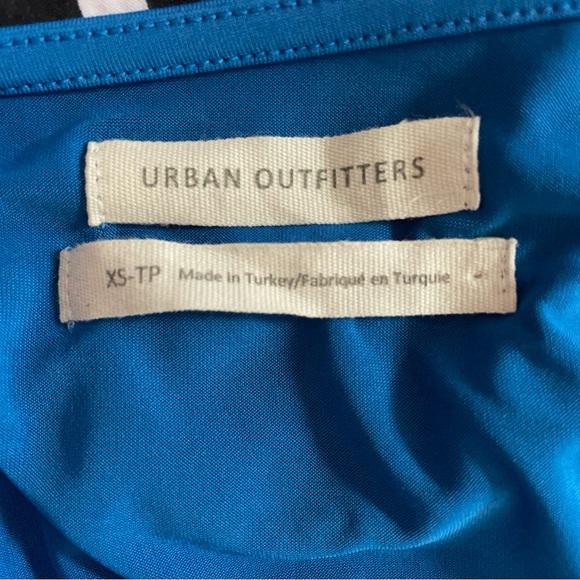 URBAN OUTFITTERS
XS-TP Made in Turkey/Fabriqué en Turquie